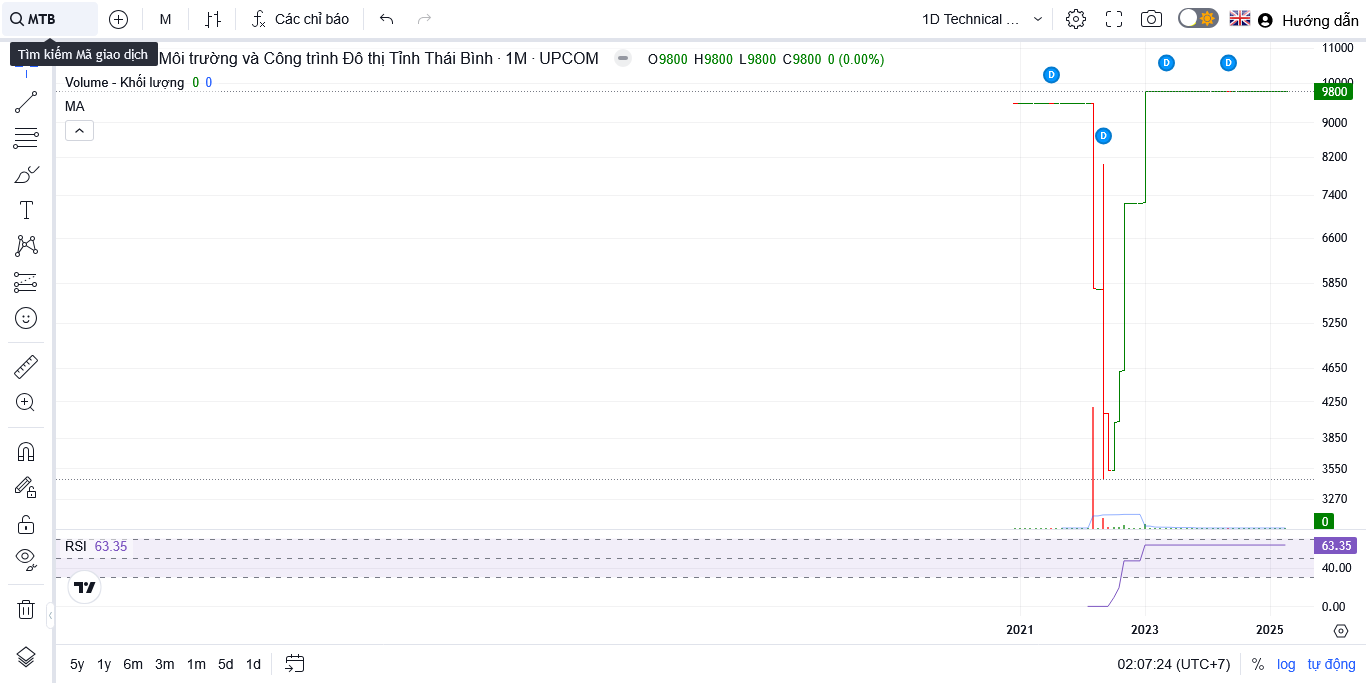 MTB
M
Các chỉ báo
1D Technical ...
Hướng dẫn
Tìm kiếm Mã giao dịch
Môi trường và Công trình Đô thị Tỉnh Thái Bình · 1M · UPCOM
O9800 H9800 L9800 C9800 0 (0.00%)
Volume - Khối lượng 0 0
MA
D
D
D
D
11000
10000
9800
9000
8200
7400
6600
5850
5250
4650
4250
3850
3550
3270
0
RSI 63.35
63.35
40.00
0.00
2021 2023 2025
5y 1y 6m 3m 1m 5d 1d
02:07:24 (UTC+7)
% log tự động